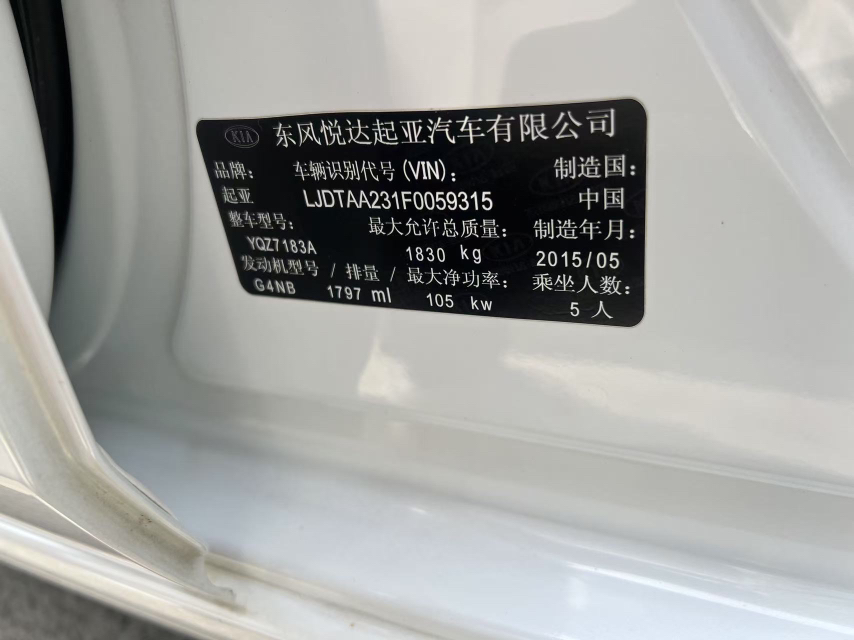 KIA 东风悦达起亚汽车有限公司
品牌： 车辆识别代号(VIN)： 制造国：
起亚 LJDTAA231F0059315 中国
整车型号： 最大允许总质量： 制造年月：
YQZ7183A 1830 kg 2015/05
发动机型号 / 排量 / 最大净功率： 乘坐人数：
G4NB 1797 ml 105 kw 5 人